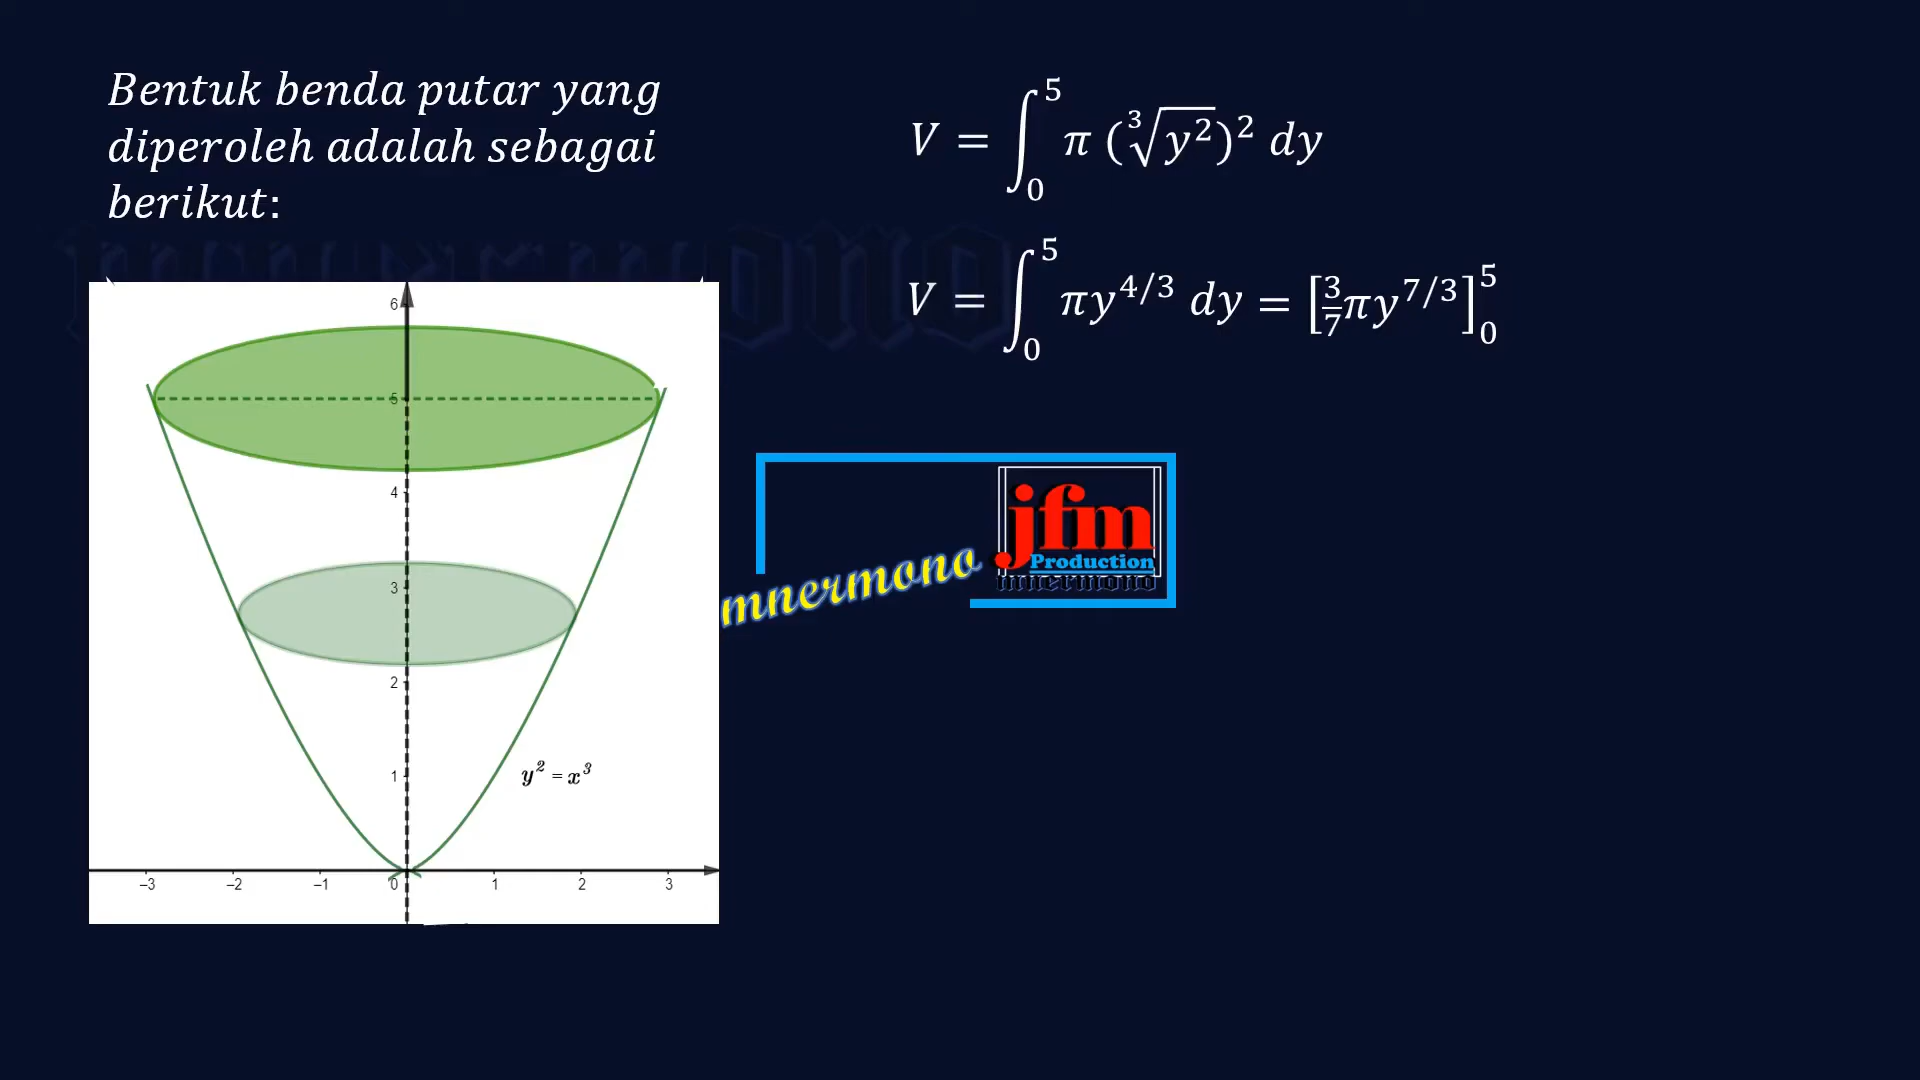 Bentuk benda putar yang
diperoleh adalah sebagai
berikut:
V = ∫₀⁵ π (∛y²)² dy
V = ∫₀⁵ πy^{4/3} dy = [3/7 πy^{7/3}]₀⁵
6
5
4
3
2
1
y² = x³
–3 –2 –1 0 1 2 3
mnermono
jfm
Production
mnermono
mnermono